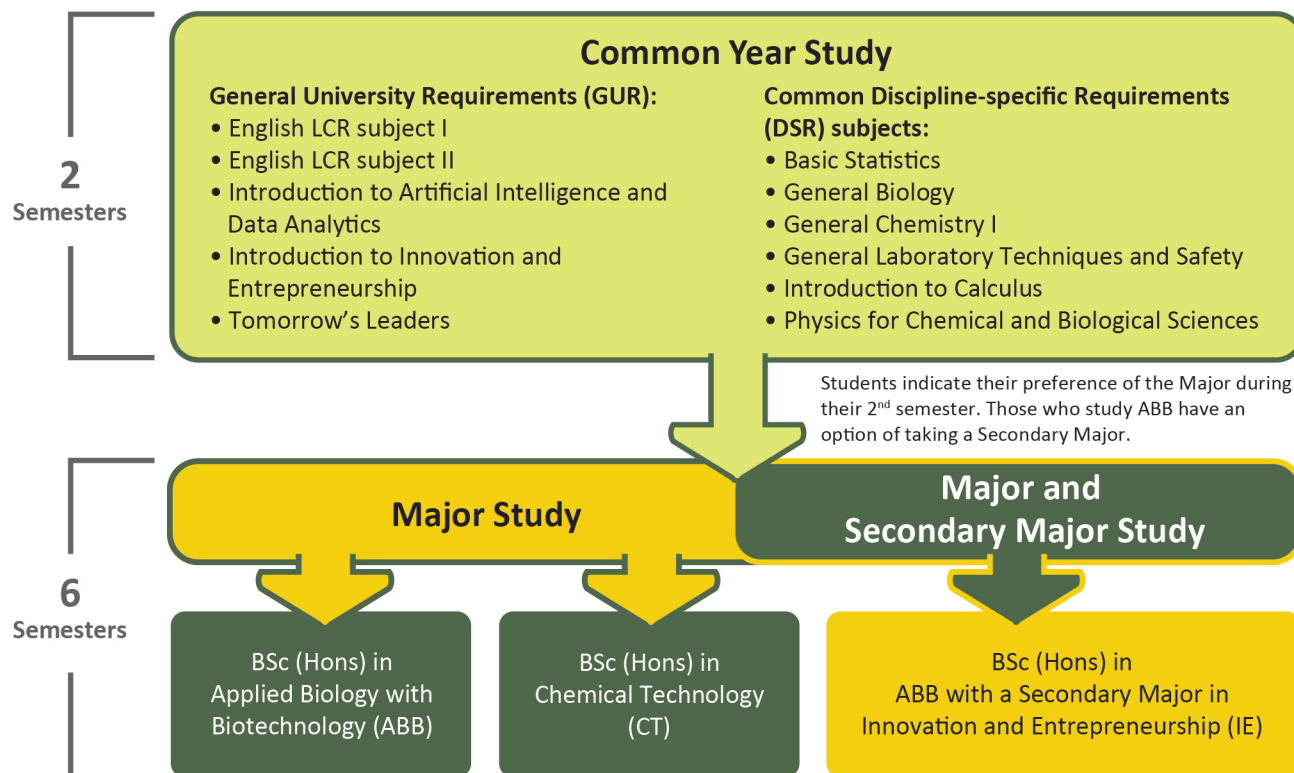 2
Semesters
Common Year Study
General University Requirements (GUR):
• English LCR subject I
• English LCR subject II
• Introduction to Artificial Intelligence and
Data Analytics
• Introduction to Innovation and
Entrepreneurship
• Tomorrow’s Leaders
Common Discipline-specific Requirements
(DSR) subjects:
• Basic Statistics
• General Biology
• General Chemistry I
• General Laboratory Techniques and Safety
• Introduction to Calculus
• Physics for Chemical and Biological Sciences
Students indicate their preference of the Major during
their 2nd semester. Those who study ABB have an
option of taking a Secondary Major.
6
Semesters
Major Study
Major and
Secondary Major Study
BSc (Hons) in
Applied Biology with
Biotechnology (ABB)
BSc (Hons) in
Chemical Technology
(CT)
BSc (Hons) in
ABB with a Secondary Major in
Innovation and Entrepreneurship (IE)